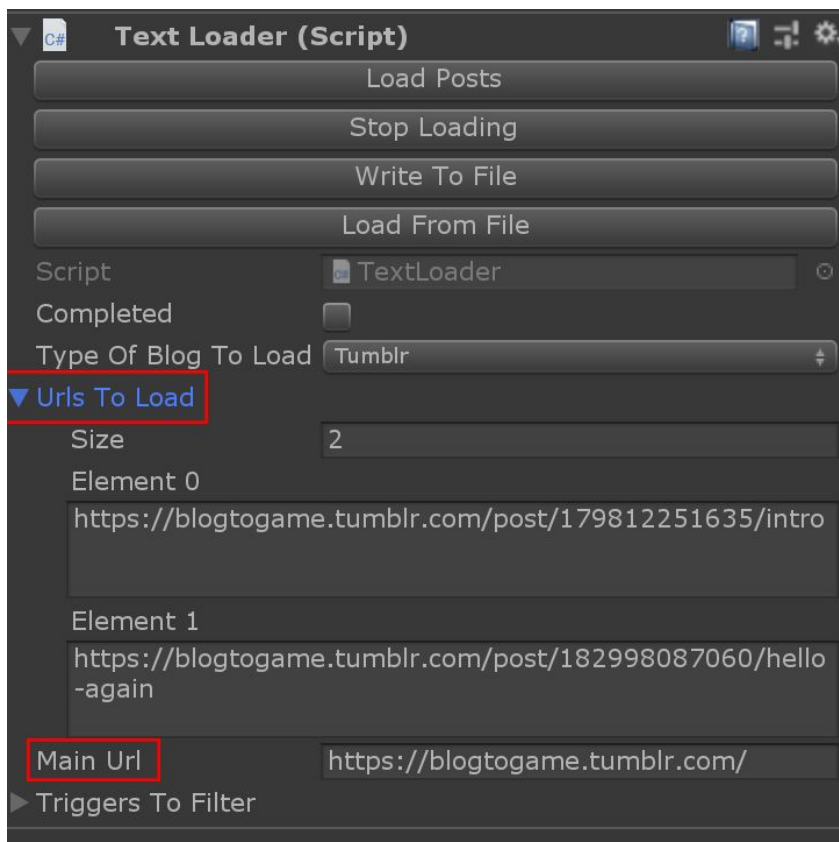 C# Text Loader (Script)
Load Posts
Stop Loading
Write To File
Load From File
Script C# TextLoader
Completed
Type Of Blog To Load Tumblr
Urls To Load
Size 2
Element 0
https://blogtogame.tumblr.com/post/179812251635/intro
Element 1
https://blogtogame.tumblr.com/post/182998087060/hello
-again
Main Url https://blogtogame.tumblr.com/
Triggers To Filter